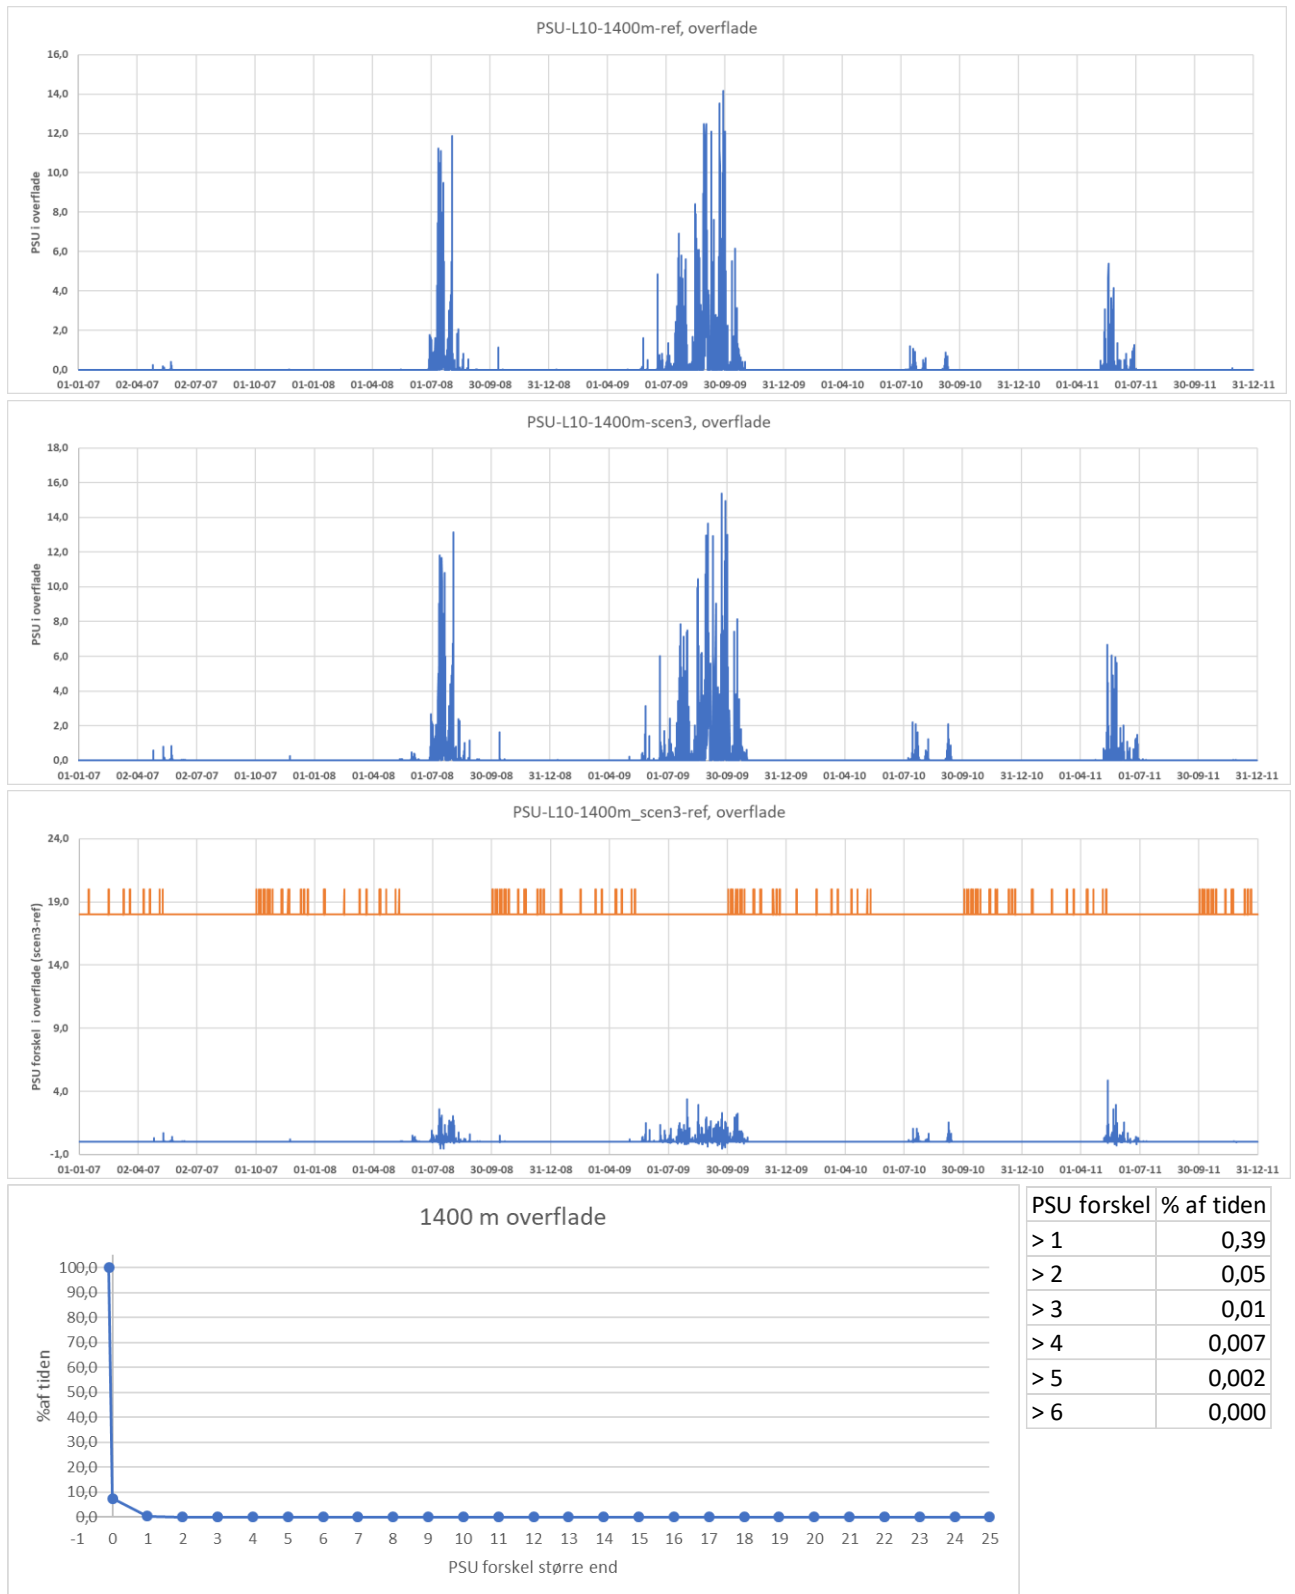 PSU-L10-1400m-ref, overflade
PSU i overflade
16,0
14,0
12,0
10,0
8,0
6,0
4,0
2,0
0,0
01-01-07 02-04-07 02-07-07 01-10-07 01-01-08 01-04-08 01-07-08 30-09-08 31-12-08 01-04-09 01-07-09 30-09-09 31-12-09 01-04-10 01-07-10 30-09-10 31-12-10 01-04-11 01-07-11 30-09-11 31-12-11
PSU-L10-1400m-scen3, overflade
PSU i overflade
18,0
16,0
14,0
12,0
10,0
8,0
6,0
4,0
2,0
0,0
01-01-07 02-04-07 02-07-07 01-10-07 01-01-08 01-04-08 01-07-08 30-09-08 31-12-08 01-04-09 01-07-09 30-09-09 31-12-09 01-04-10 01-07-10 30-09-10 31-12-10 01-04-11 01-07-11 30-09-11 31-12-11
PSU-L10-1400m_scen3-ref, overflade
PSU forskel i overflade (scen3-ref)
24,0
19,0
14,0
9,0
4,0
-1,0
01-01-07 02-04-07 02-07-07 01-10-07 01-01-08 01-04-08 01-07-08 30-09-08 31-12-08 01-04-09 01-07-09 30-09-09 31-12-09 01-04-10 01-07-10 30-09-10 31-12-10 01-04-11 01-07-11 30-09-11 31-12-11
1400 m overflade
%af tiden
100,0
90,0
80,0
70,0
60,0
50,0
40,0
30,0
20,0
10,0
0,0
-1 0 1 2 3 4 5 6 7 8 9 10 11 12 13 14 15 16 17 18 19 20 21 22 23 24 25
PSU forskel større end
PSU forskel % af tiden
> 1 0,39
> 2 0,05
> 3 0,01
> 4 0,007
> 5 0,002
> 6 0,000